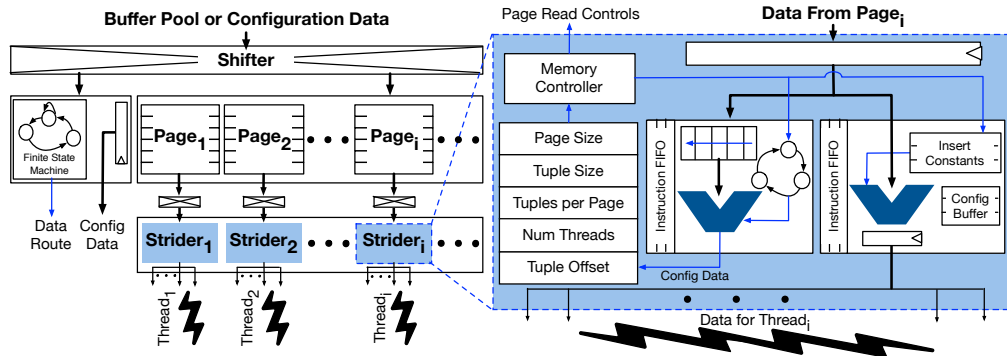 Buffer Pool or Configuration Data
Shifter
Finite State
Machine
Data
Route
Config
Data
Page1
Page2
Pagei
Strider1
Strider2
Strideri
Thread1
Thread2
Threadi
Page Read Controls
Data From Pagei
Memory
Controller
Page Size
Tuple Size
Tuples per Page
Num Threads
Tuple Offset
Instruction FIFO
Config Data
Instruction FIFO
Insert
Constants
Config
Buffer
Data for Threadi